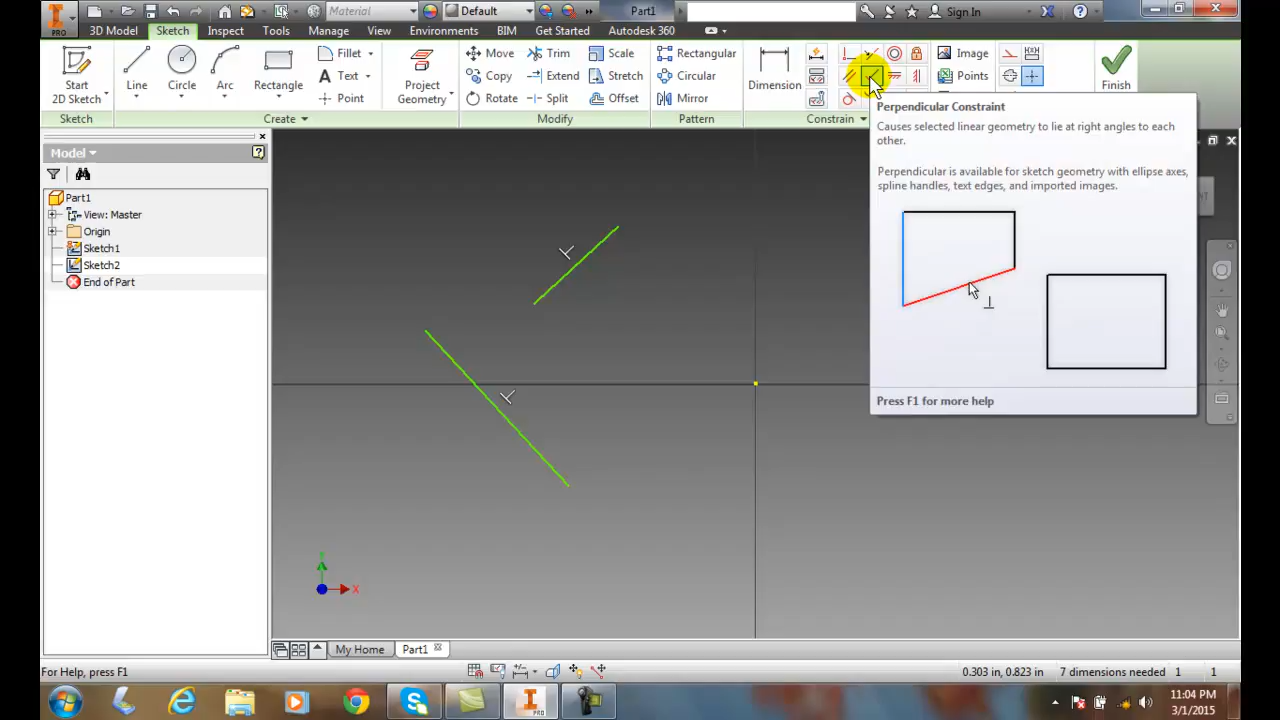 PRO
Material
Default
Part1
Sign In
3D Model
Sketch
Inspect
Tools
Manage
View
Environments
BIM
Get Started
Autodesk 360
Start
2D Sketch
Line
Circle
Arc
Rectangle
Fillet
Text
Point
Project
Geometry
Move
Copy
Rotate
Trim
Extend
Split
Scale
Stretch
Offset
Rectangular
Circular
Mirror
Dimension
Image
Points
Finish
Sketch
Create
Modify
Pattern
Constrain
Perpendicular Constraint
Causes selected linear geometry to lie at right angles to each
other.
Perpendicular is available for sketch geometry with ellipse axes,
spline handles, text edges, and imported images.
Press F1 for more help
Model
Part1
View: Master
Origin
Sketch1
Sketch2
End of Part
X
My Home
Part1
For Help, press F1
0.303 in, 0.823 in
7 dimensions needed
1
1
PRO
11:04 PM
3/1/2015